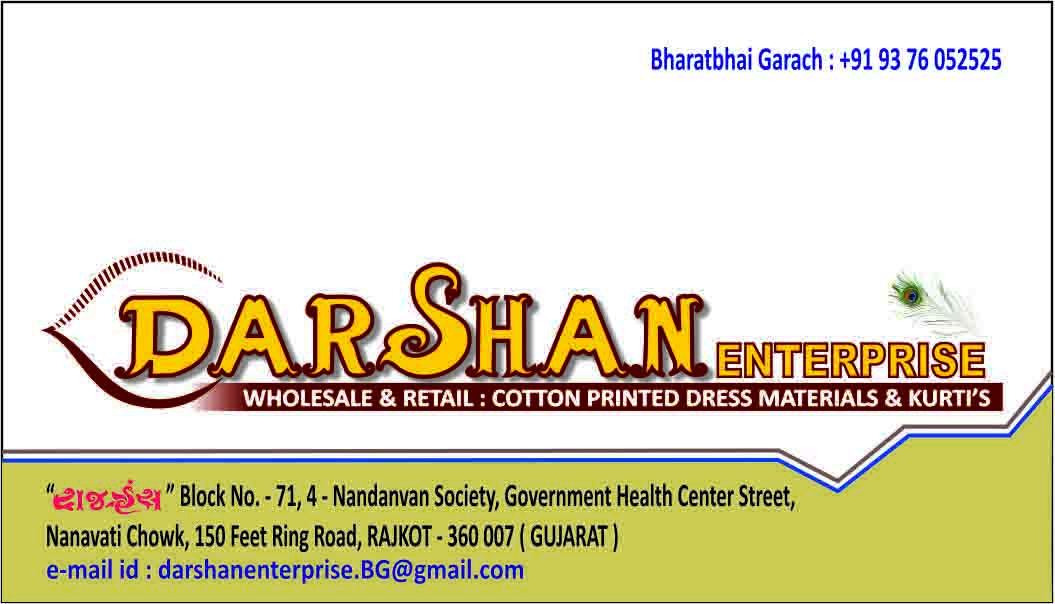 Bharatbhai Garach : +91 93 76 052525
DARSHAN ENTERPRISE
WHOLESALE & RETAIL : COTTON PRINTED DRESS MATERIALS & KURTI'S
“રાજહંસ” Block No. - 71, 4 - Nandanvan Society, Government Health Center Street,
Nanavati Chowk, 150 Feet Ring Road, RAJKOT - 360 007 ( GUJARAT )
e-mail id : darshanenterprise.BG@gmail.com